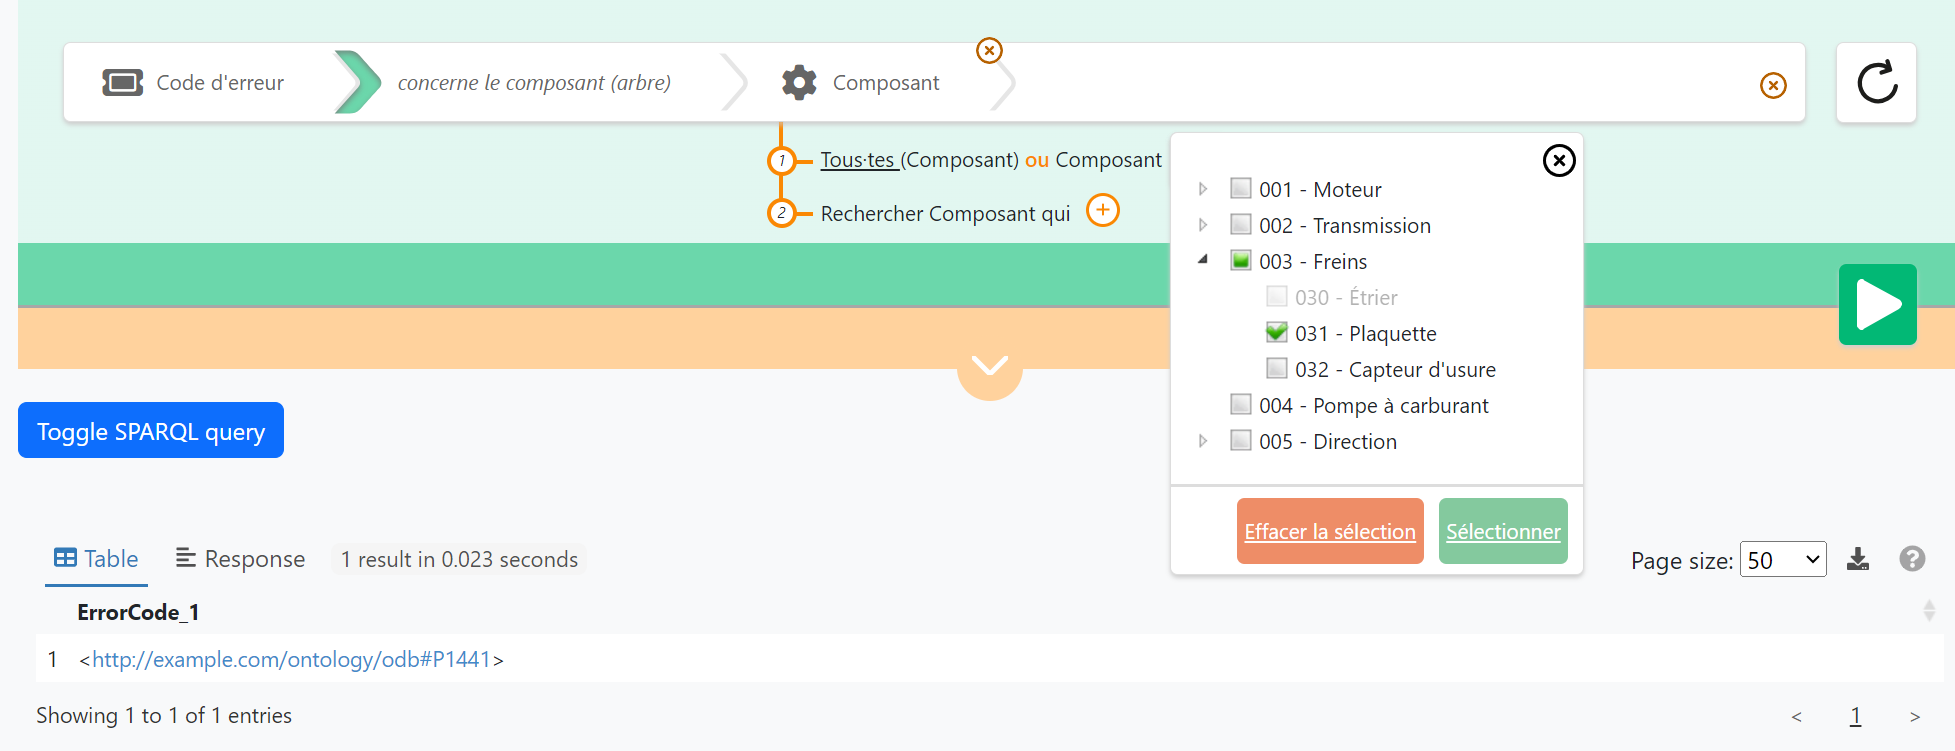 Code d'erreur concerne le composant (arbre) Composant
1 Tous·tes (Composant) ou Composant
2 Rechercher Composant qui
001 - Moteur
002 - Transmission
003 - Freins
030 - Étrier
031 - Plaquette
032 - Capteur d'usure
004 - Pompe à carburant
005 - Direction
Effacer la sélection Sélectionner
Toggle SPARQL query
Table Response 1 result in 0.023 seconds Page size: 50
ErrorCode_1
1 <http://example.com/ontology/odb#P1441>
Showing 1 to 1 of 1 entries < 1 >